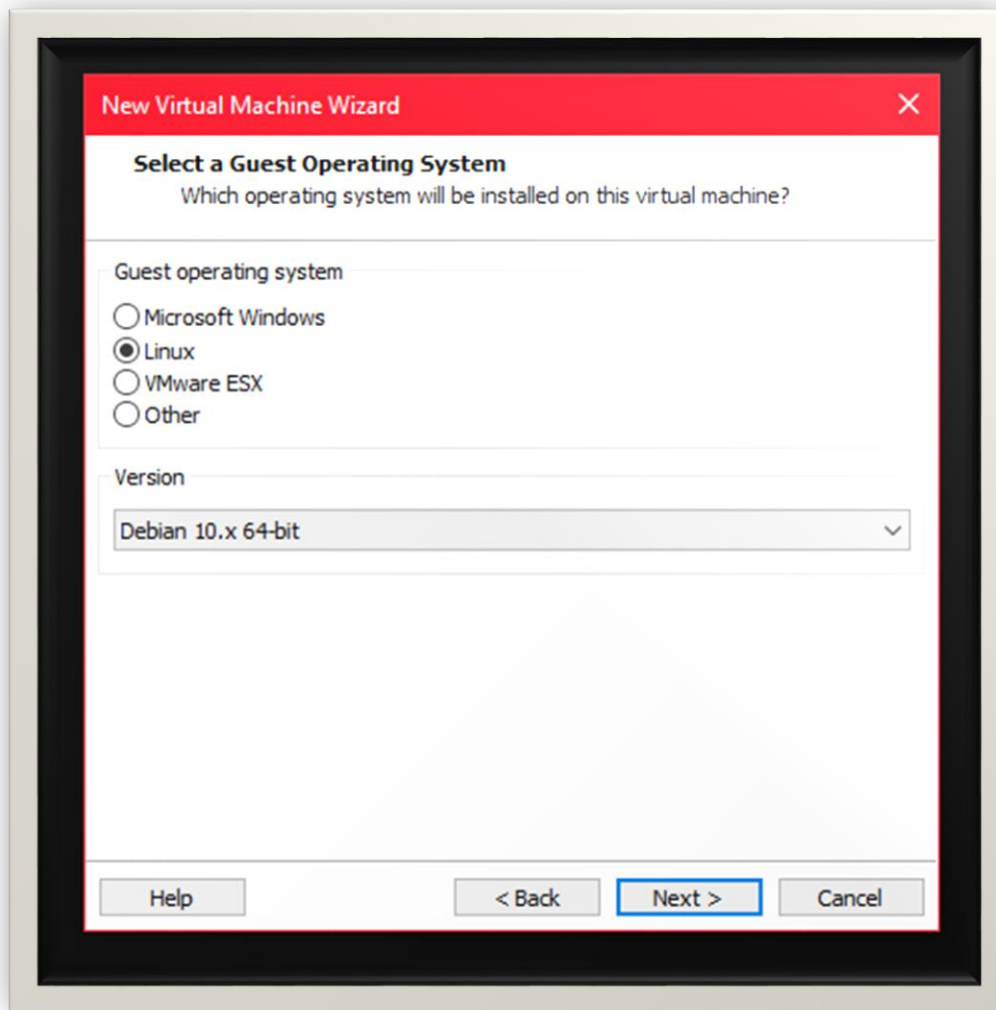 New Virtual Machine Wizard
Select a Guest Operating System
Which operating system will be installed on this virtual machine?
Guest operating system
Microsoft Windows
Linux
VMware ESX
Other
Version
Debian 10.x 64-bit
Help
< Back
Next >
Cancel